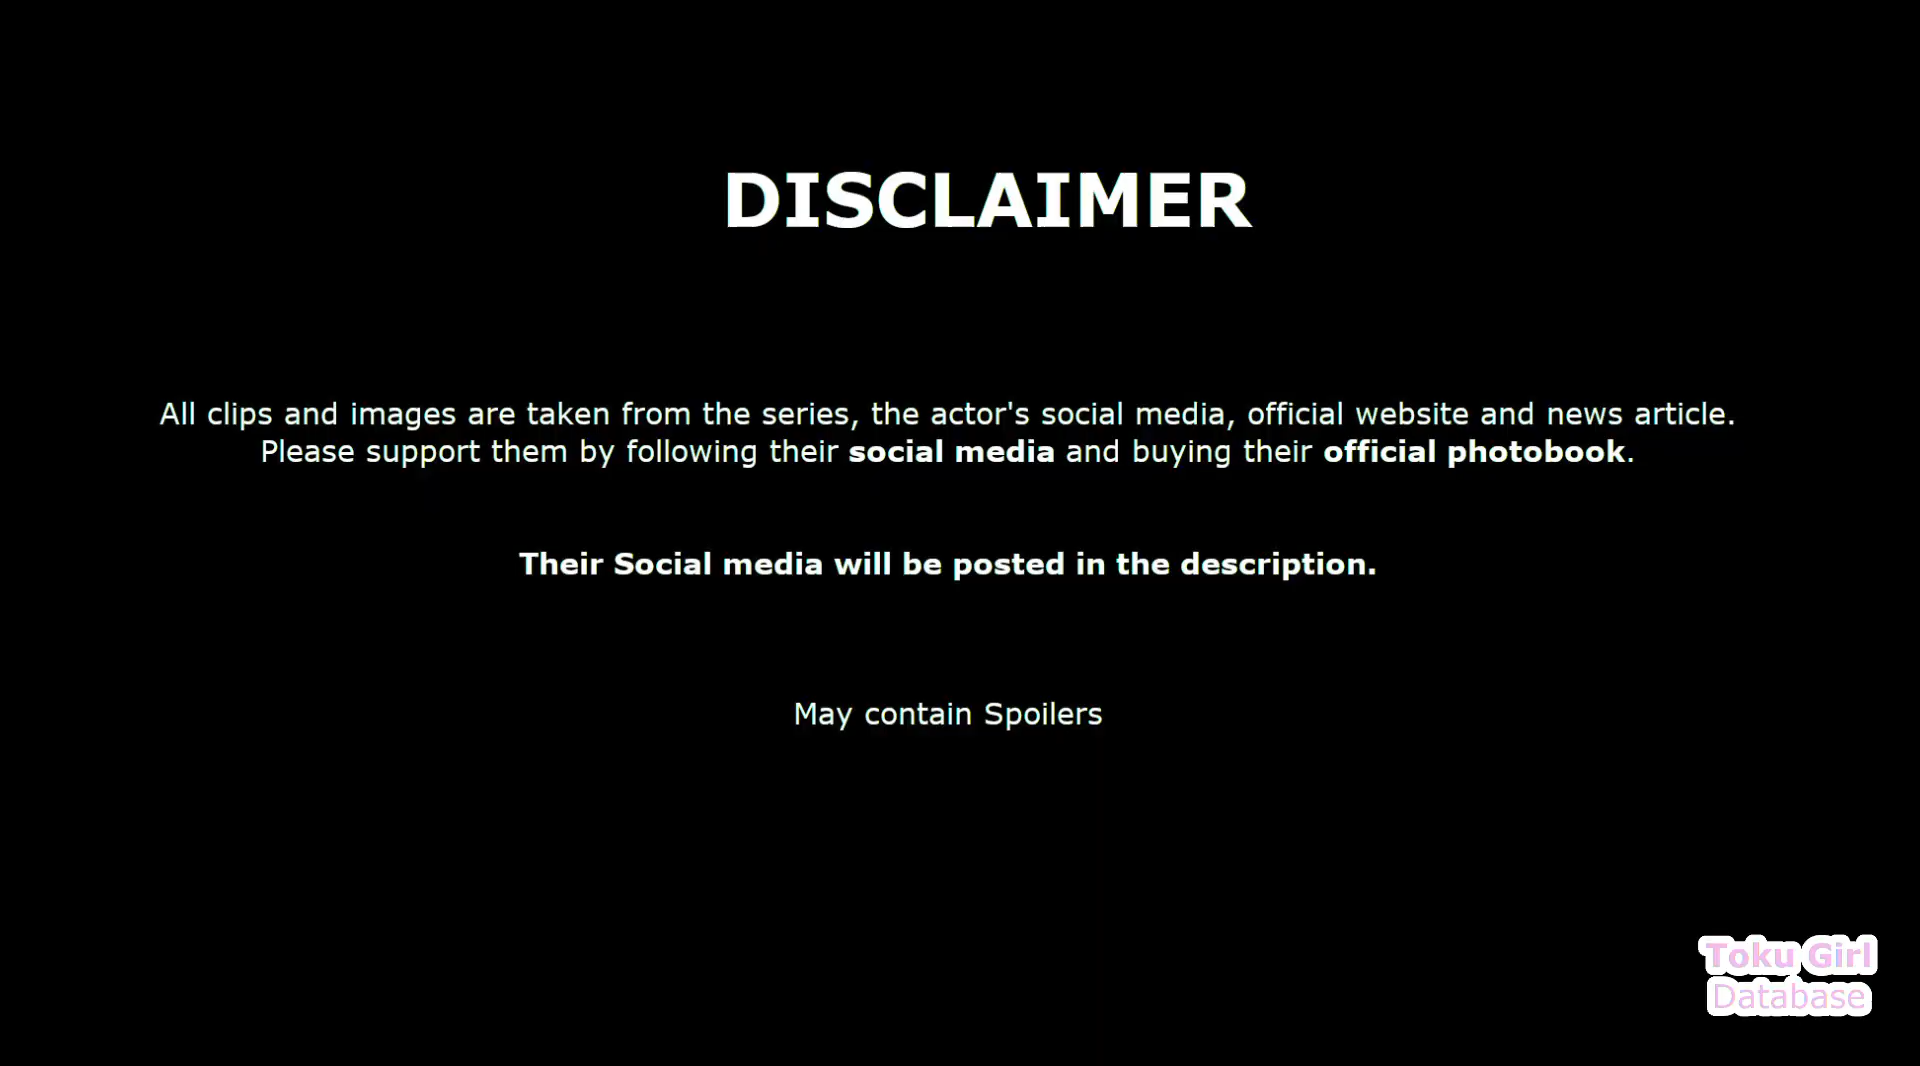 DISCLAIMER
All clips and images are taken from the series, the actor's social media, official website and news article.
Please support them by following their social media and buying their official photobook.
Their Social media will be posted in the description.
May contain Spoilers
Toku Girl
Database